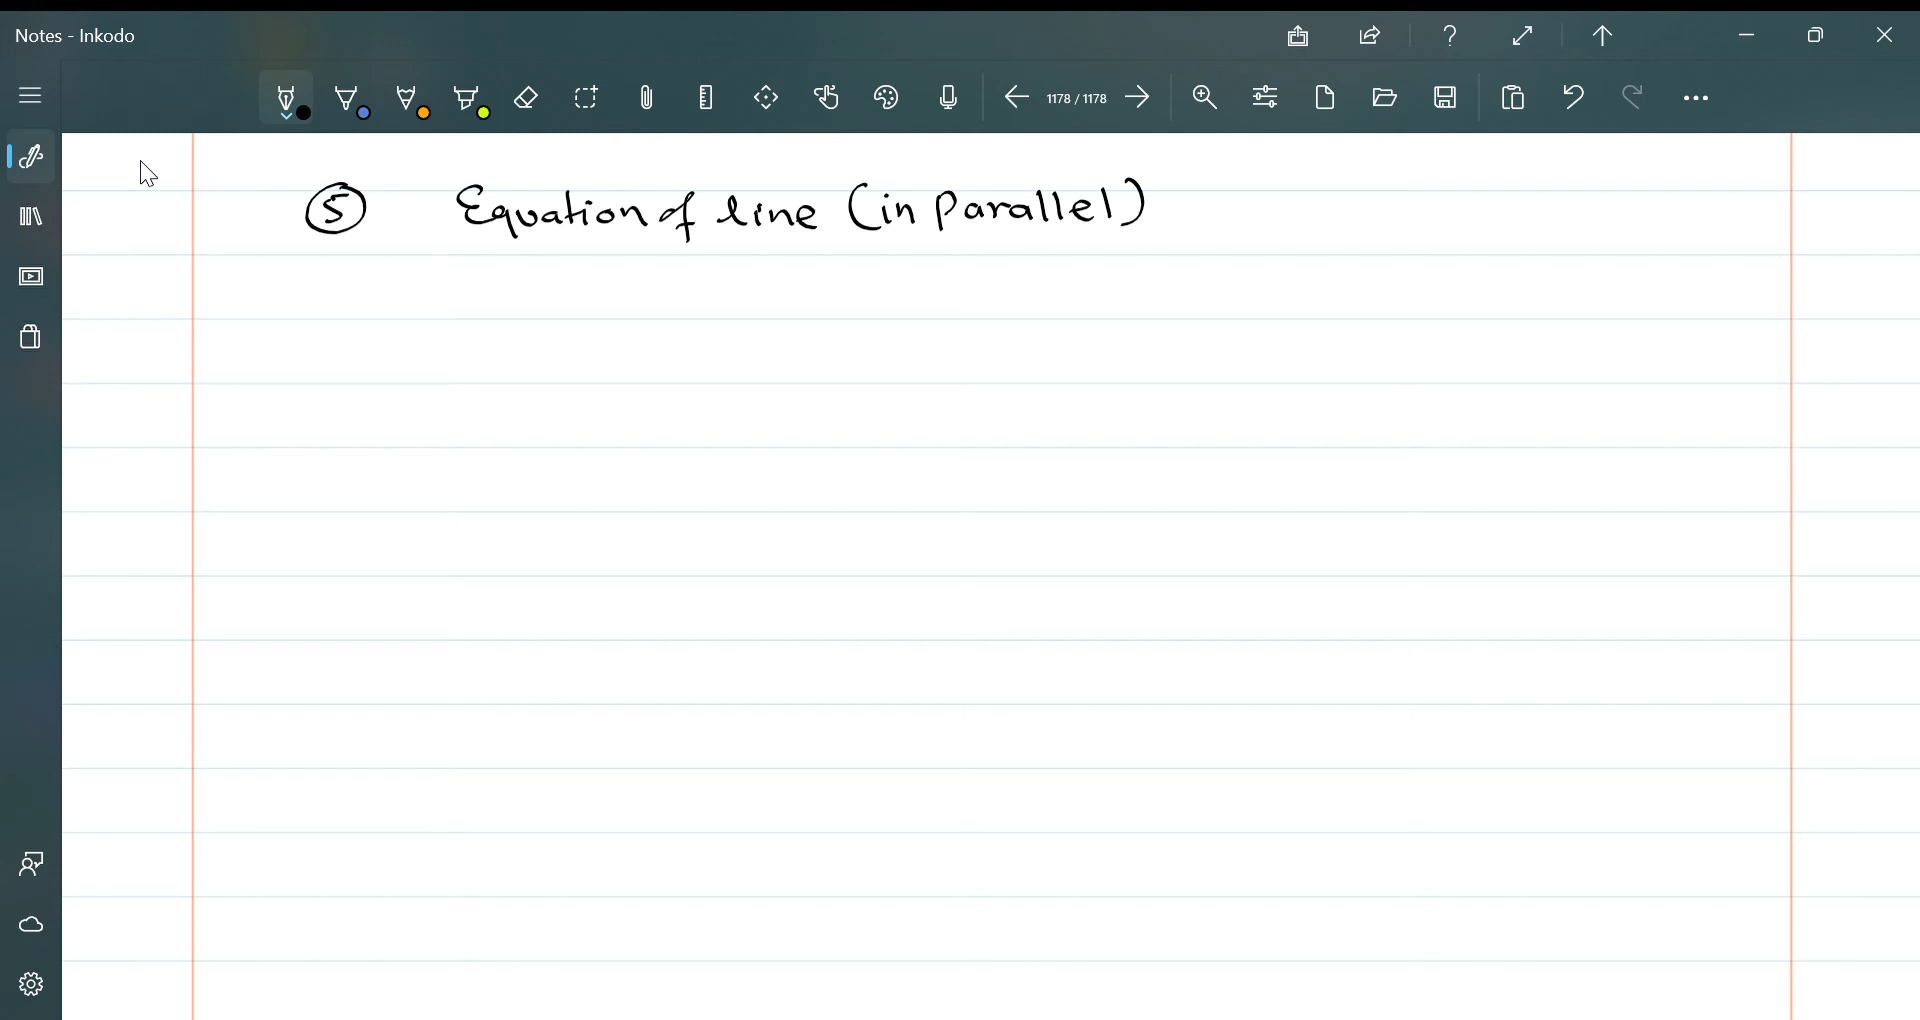 Notes - Inkodo
1178 / 1178
⑤ Equation of line (in parallel)